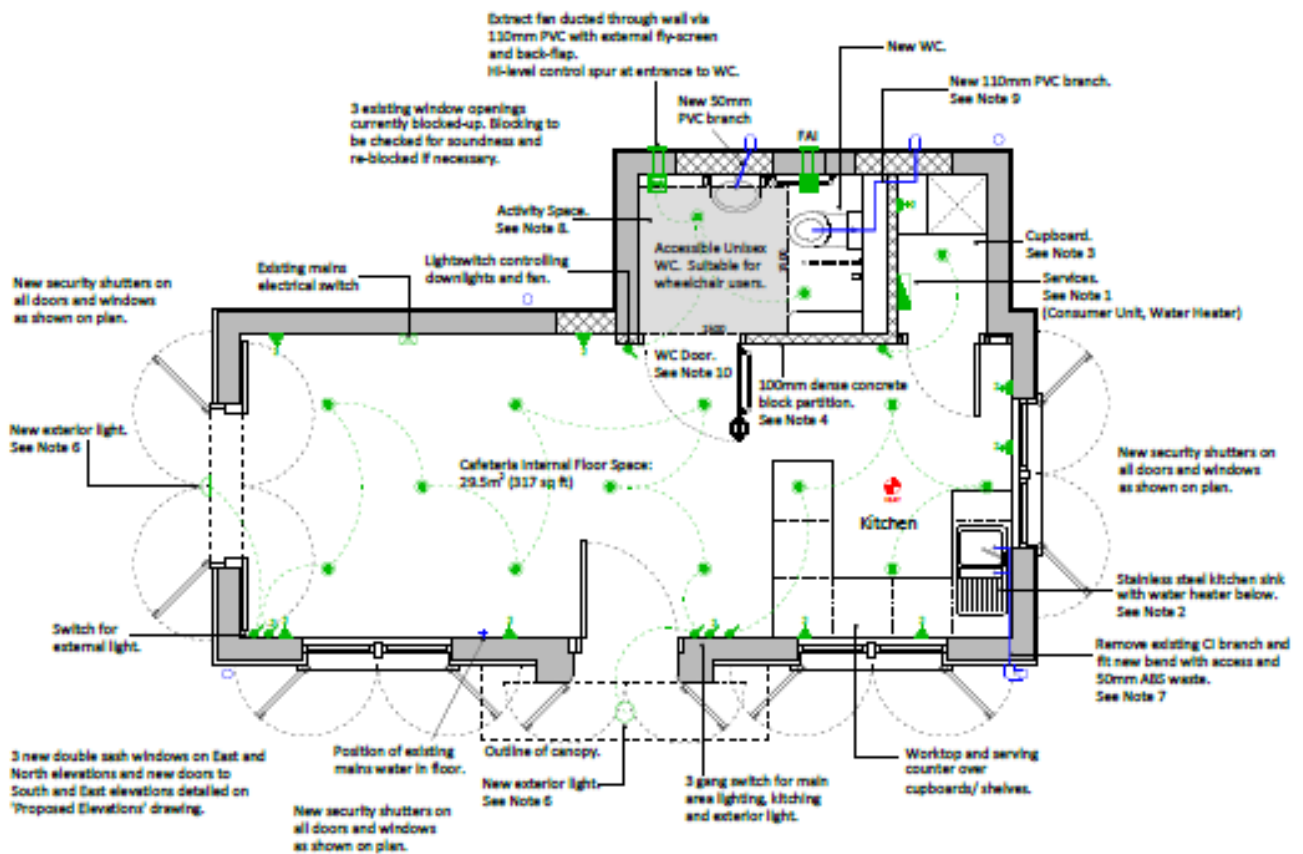 Extract fan ducted through wall via
110mm PVC with external fly-screen
and back-flap.
Hi-level control spur at entrance to WC.
New WC.
New 110mm PVC branch.
See Note 9
3 existing window openings
currently blocked-up. Blocking to
be checked for soundness and
re-blocked if necessary.
New 50mm
PVC branch
FAI
Activity Space.
See Note 8.
Accessible Unisex
WC. Suitable for
wheelchair users.
Cupboard.
See Note 3
Services.
See Note 1
(Consumer Unit, Water Heater)
Lightswitch controlling
downlights and fan.
Existing mains
electrical switch
New security shutters on
all doors and windows
as shown on plan.
WC Door.
See Note 10
100mm dense concrete
block partition.
See Note 4
New exterior light.
See Note 6
Cafeteria Internal Floor Space:
29.5m² (317 sq ft)
Kitchen
New security shutters on
all doors and windows
as shown on plan.
Stainless steel kitchen sink
with water heater below.
See Note 2
Switch for
external light.
Remove existing CI branch and
fit new bend with access and
50mm ABS waste.
See Note 7
3 new double sash windows on East and
North elevations and new doors to
South and East elevations detailed on
'Proposed Elevations' drawing.
Position of existing
mains water in floor.
Outline of canopy.
New exterior light.
See Note 6
3 gang switch for main
area lighting, kitching
and exterior light.
Worktop and serving
counter over
cupboards/ shelves.
New security shutters on
all doors and windows
as shown on plan.